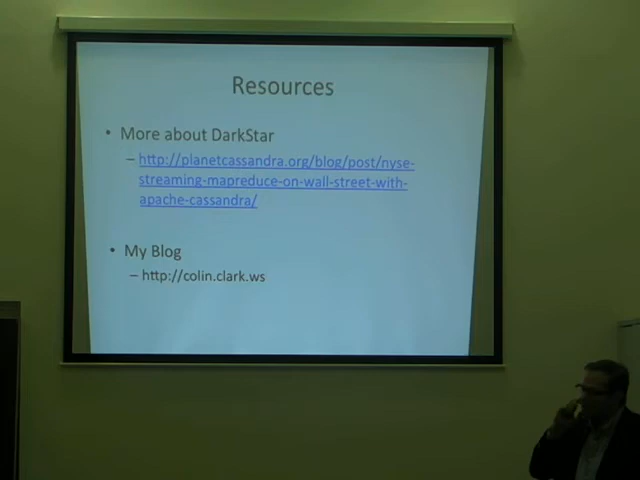 Resources
• More about DarkStar
– http://planetcassandra.org/blog/post/nyse-
streaming-mapreduce-on-wall-street-with-
apache-cassandra/
• My Blog
– http://colin.clark.ws